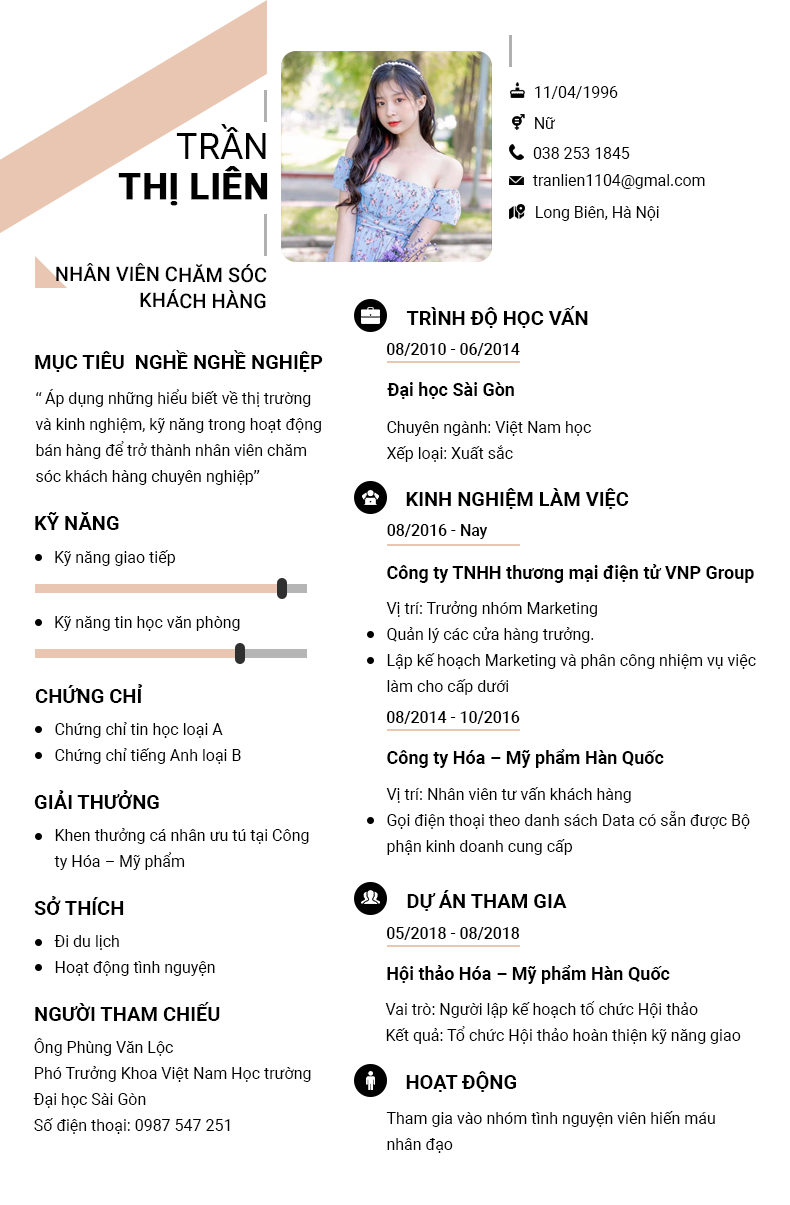 TRẦN
THỊ LIÊN
NHÂN VIÊN CHĂM SÓC
KHÁCH HÀNG
11/04/1996
Nữ
038 253 1845
tranlien1104@gmal.com
Long Biên, Hà Nội
MỤC TIÊU  NGHỀ NGHỀ NGHIỆP
“ Áp dụng những hiểu biết về thị trường
và kinh nghiệm, kỹ năng trong hoạt động
bán hàng để trở thành nhân viên chăm
sóc khách hàng chuyên nghiệp”
KỸ NĂNG
Kỹ năng giao tiếp
Kỹ năng tin học văn phòng
CHỨNG CHỈ
Chứng chỉ tin học loại A
Chứng chỉ tiếng Anh loại B
GIẢI THƯỞNG
Khen thưởng cá nhân ưu tú tại Công
ty Hóa – Mỹ phẩm
SỞ THÍCH
Đi du lịch
Hoạt động tình nguyện
NGƯỜI THAM CHIẾU
Ông Phùng Văn Lộc
Phó Trưởng Khoa Việt Nam Học trường
Đại học Sài Gòn
Số điện thoại: 0987 547 251
TRÌNH ĐỘ HỌC VẤN
08/2010 - 06/2014
Đại học Sài Gòn
Chuyên ngành: Việt Nam học
Xếp loại: Xuất sắc
KINH NGHIỆM LÀM VIỆC
08/2016 - Nay
Công ty TNHH thương mại điện tử VNP Group
Vị trí: Trưởng nhóm Marketing
Quản lý các cửa hàng trưởng.
Lập kế hoạch Marketing và phân công nhiệm vụ việc
làm cho cấp dưới
08/2014 - 10/2016
Công ty Hóa – Mỹ phẩm Hàn Quốc
Vị trí: Nhân viên tư vấn khách hàng
Gọi điện thoại theo danh sách Data có sẵn được Bộ
phận kinh doanh cung cấp
DỰ ÁN THAM GIA
05/2018 - 08/2018
Hội thảo Hóa – Mỹ phẩm Hàn Quốc
Vai trò: Người lập kế hoạch tổ chức Hội thảo
Kết quả: Tổ chức Hội thảo hoàn thiện kỹ năng giao
HOẠT ĐỘNG
Tham gia vào nhóm tình nguyện viên hiến máu
nhân đạo